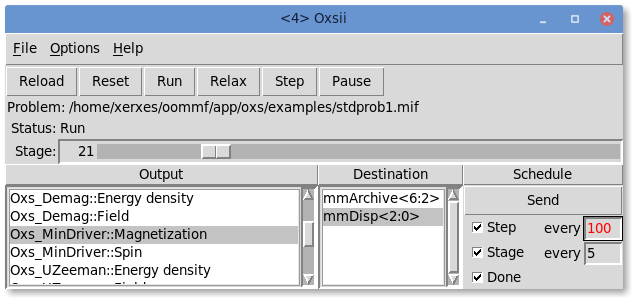 <4> Oxsii
File Options Help
Reload Reset Run Relax Step Pause
Problem: /home/xerxes/oommf/app/oxs/examples/stdprob1.mif
Status: Run
Stage: 21
Output Destination Schedule
Oxs_Demag::Energy density mmArchive<6:2> Send
Oxs_Demag::Field mmDisp<2:0>
Oxs_MinDriver::Magnetization Step every 100
Oxs_MinDriver::Spin Stage every 5
Oxs_UZeeman::Energy density Done